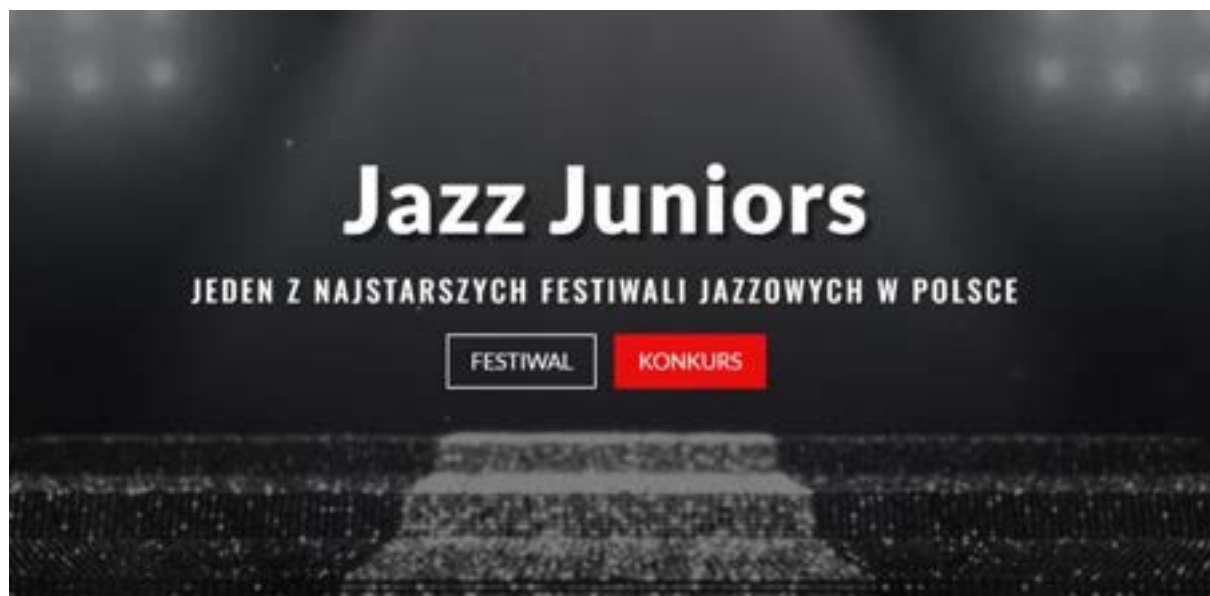 Jazz Juniors
JEDEN Z NAJSTARSZYCH FESTIWALI JAZZOWYCH W POLSCE
FESTIWAL KONKURS